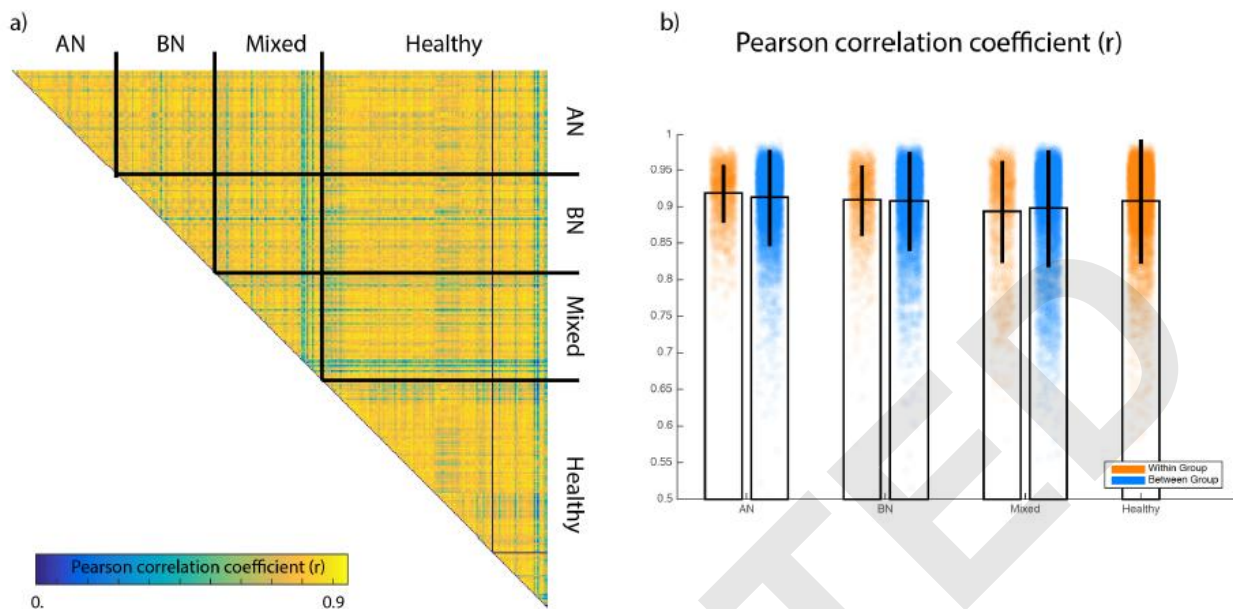 a)
AN BN Mixed Healthy
AN
BN
Mixed
Healthy
Pearson correlation coefficient (r)
0. 0.9
b)
Pearson correlation coefficient (r)
1
0.95
0.9
0.85
0.8
0.75
0.7
0.65
0.6
0.55
0.5
Within Group
Between Group
AN BN Mixed Healthy
TED